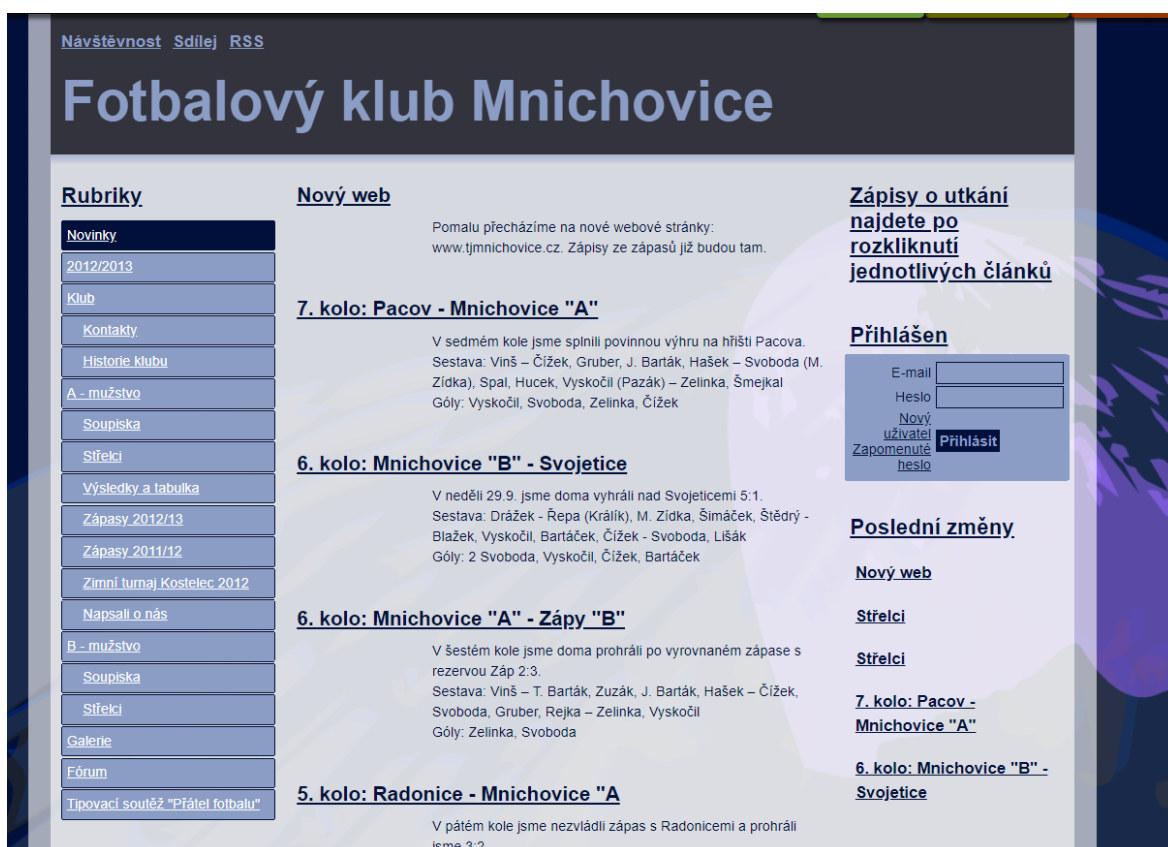 Návštěvnost Sdílej RSS
Fotbalový klub Mnichovice
Rubriky
Novinky
2012/2013
Klub
Kontakty
Historie klubu
A - mužstvo
Soupiska
Střelci
Výsledky a tabulka
Zápasy 2012/13
Zápasy 2011/12
Zimní turnaj Kostelec 2012
Napsali o nás
B - mužstvo
Soupiska
Střelci
Galerie
Fórum
Tipovací soutěž "Přátel fotbalu"
Nový web
Pomalu přecházíme na nové webové stránky:
www.tjmnichovice.cz. Zápisy ze zápasů již budou tam.
7. kolo: Pacov - Mnichovice "A"
V sedmém kole jsme splnili povinnou výhru na hřišti Pacova.
Sestava: Vinš – Čížek, Gruber, J. Barták, Hašek – Svoboda (M.
Zídka), Spal, Hucek, Vyskočil (Pazák) – Zelinka, Šmejkal
Góly: Vyskočil, Svoboda, Zelinka, Čížek
6. kolo: Mnichovice "B" - Svojetice
V neděli 29.9. jsme doma vyhráli nad Svojeticemi 5:1.
Sestava: Drážek - Řepa (Králík), M. Zídka, Šimáček, Štědrý -
Blažek, Vyskočil, Bartáček, Čížek - Svoboda, Lišák
Góly: 2 Svoboda, Vyskočil, Čížek, Bartáček
6. kolo: Mnichovice "A" - Zápy "B"
V šestém kole jsme doma prohráli po vyrovnaném zápase s
rezervou Záp 2:3.
Sestava: Vinš – T. Barták, Zuzák, J. Barták, Hašek – Čížek,
Svoboda, Gruber, Rejka – Zelinka, Vyskočil
Góly: Zelinka, Svoboda
5. kolo: Radonice - Mnichovice "A
V pátém kole jsme nezvládli zápas s Radonicemi a prohráli
jsme 3:2
Zápisy o utkání
najdete po
rozkliknutí
jednotlivých článků
Přihlášen
E-mail
Heslo
Nový
uživatel
Zapomenuté
heslo
Přihlásit
Poslední změny
Nový web
Střelci
Střelci
7. kolo: Pacov -
Mnichovice "A"
6. kolo: Mnichovice "B" -
Svojetice